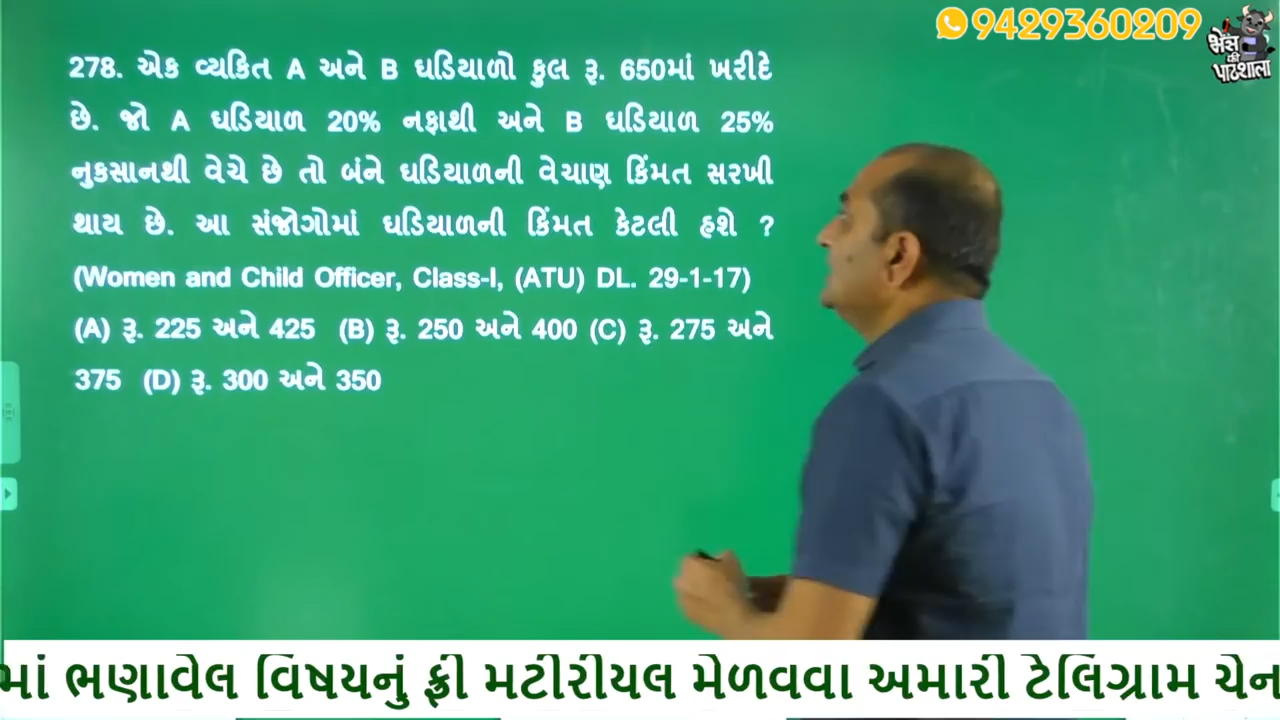 9429360209
भैंस
की
पाठशाला
278. એક વ્યકિત A અને B ઘડિયાળો કુલ રૂ. 650માં ખરીદે
છે. જો A ઘડિયાળ 20% નફાથી અને B ઘડિયાળ 25%
નુકસાનથી વેચે છે તો બંને ઘડિયાળની વેચાણ કિંમત સરખી
થાય છે. આ સંજોગોમાં ઘડિયાળની કિંમત કેટલી હશે ?
(Women and Child Officer, Class-I, (ATU) DL. 29-1-17)
(A) રૂ. 225 અને 425 (B) રૂ. 250 અને 400 (C) રૂ. 275 અને
375 (D) રૂ. 300 અને 350
માં ભણાવેલ વિષયનું ફ્રી મટીરીયલ મેળવવા અમારી ટેલિગ્રામ ચેન